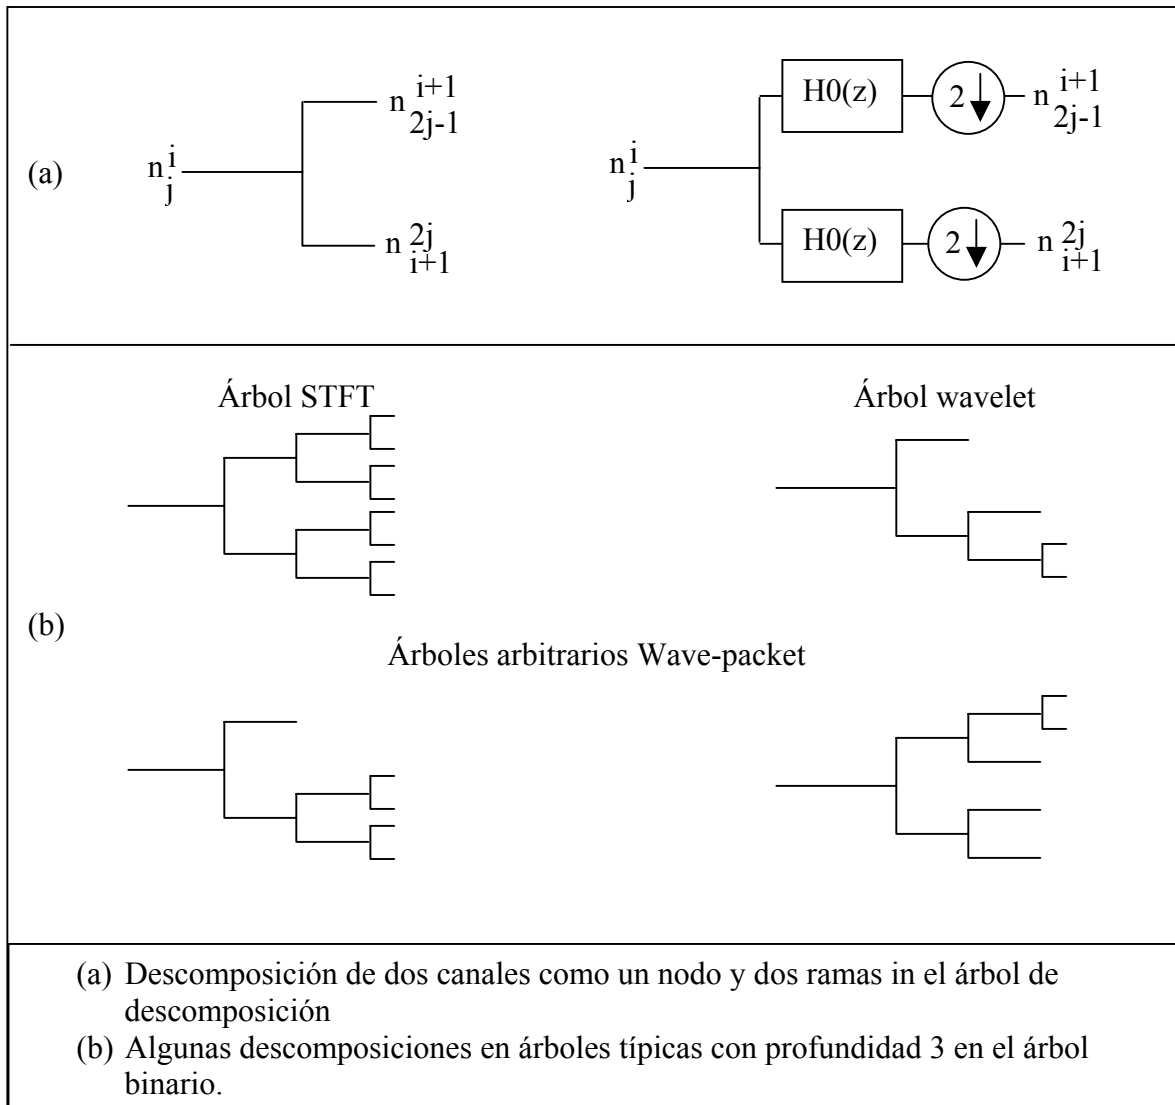 (a)
n i j
n i+1 2j-1
n 2j i+1
n i j
H0(z)
2
n i+1 2j-1
H0(z)
2
n 2j i+1
Árbol STFT
Árbol wavelet
(b)
Árboles arbitrarios Wave-packet
(a) Descomposición de dos canales como un nodo y dos ramas in el árbol de
descomposición
(b) Algunas descomposiciones en árboles típicas con profundidad 3 en el árbol
binario.